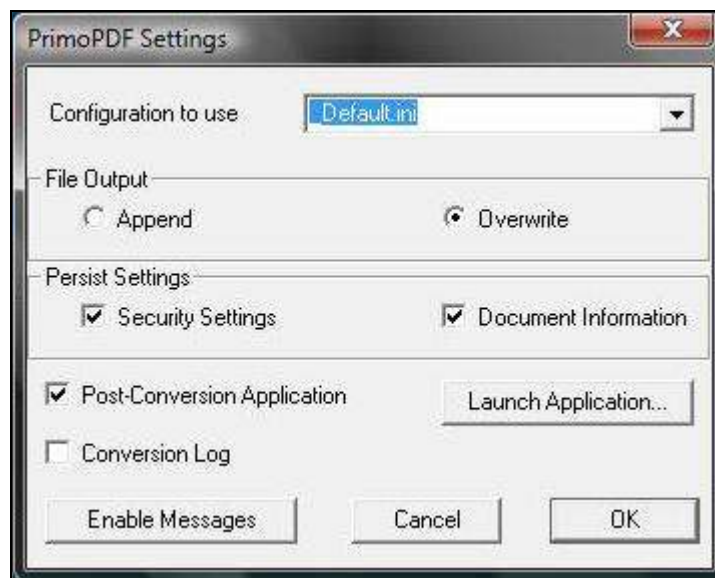 PrimoPDF Settings
Configuration to use _Default.ini
File Output
Append Overwrite
Persist Settings
Security Settings Document Information
Post-Conversion Application Launch Application...
Conversion Log
Enable Messages Cancel OK